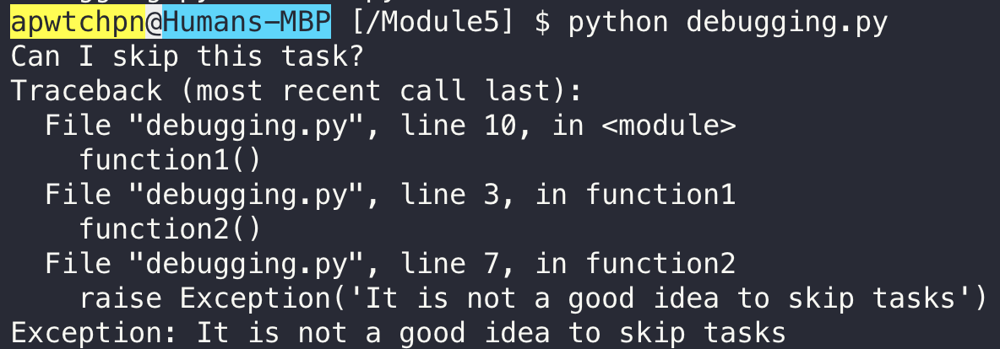 apwtchpn@Humans-MBP [/Module5] $ python debugging.py
Can I skip this task?
Traceback (most recent call last):
  File "debugging.py", line 10, in <module>
    function1()
  File "debugging.py", line 3, in function1
    function2()
  File "debugging.py", line 7, in function2
    raise Exception('It is not a good idea to skip tasks')
Exception: It is not a good idea to skip tasks